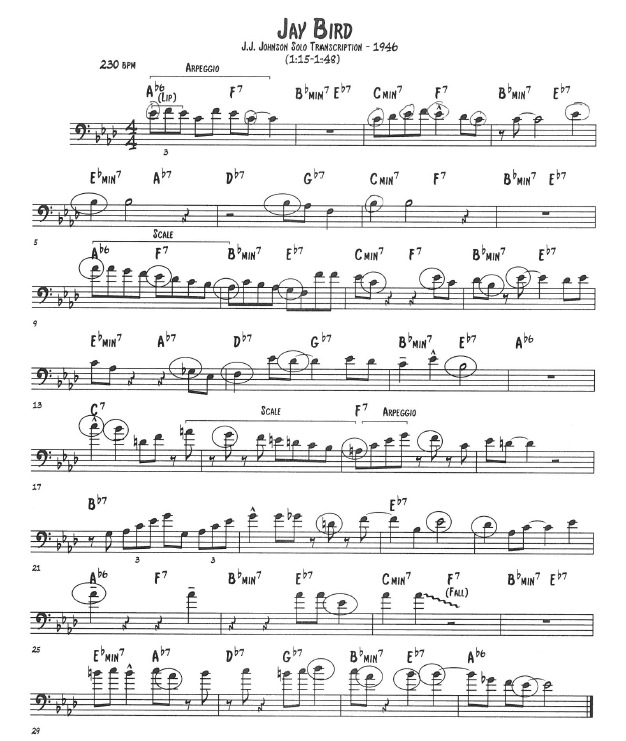 JAY BIRD
J.J. JOHNSON SOLO TRANSCRIPTION - 1946
(1:15-1:48)
230 BPM
ARPEGGIO
A♭6 F7 B♭MIN7 E♭7 CMIN7 F7 B♭MIN7 E♭7
(LIP)
4
4
3
E♭MIN7 A♭7 D♭7 G♭7 CMIN7 F7 B♭MIN7 E♭7
5
SCALE
A♭6 F7 B♭MIN7 E♭7 CMIN7 F7 B♭MIN7 E♭7
9
E♭MIN7 A♭7 D♭7 G♭7 B♭MIN7 E♭7 A♭6
13
C7 SCALE F7 ARPEGGIO
17
B♭7 E♭7
3 3
21
A♭6 F7 B♭MIN7 E♭7 CMIN7 F7 B♭MIN7 E♭7
(FALL)
25
E♭MIN7 A♭7 D♭7 G♭7 B♭MIN7 E♭7 A♭6
29